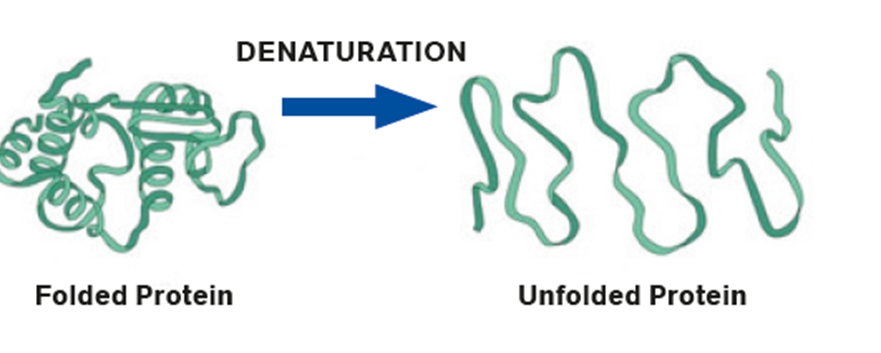 DENATURATION
Folded Protein
Unfolded Protein